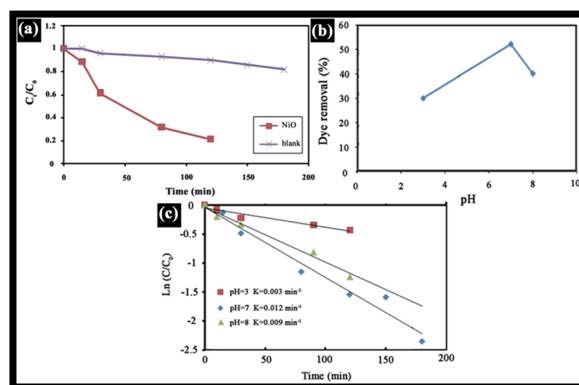 (a)
1.2
1
0.8
0.6
0.4
0.2
0
0 50 100 150 200
Ct/C0
Time (min)
NiO
blank
(b)
60
50
40
30
20
10
0
0 2 4 6 8 10
Dye removal (%)
pH
(c)
0
-0.5
-1
-1.5
-2
-2.5
0 50 100 150 200
Ln (C/C0)
Time (min)
pH=3 K=0.003 min-1
pH=7 K=0.012 min-1
pH=8 K=0.009 min-1